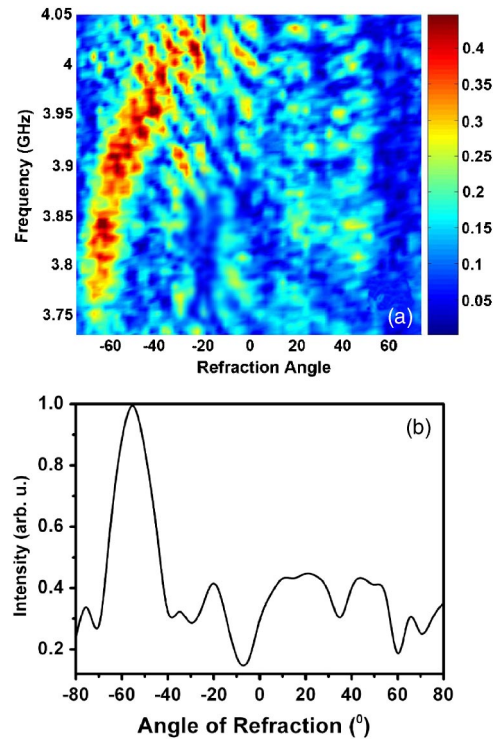 4.05
4
3.95
3.9
3.85
3.8
3.75
Frequency (GHz)
-60 -40 -20 0 20 40 60
Refraction Angle
(a)
0.4
0.35
0.3
0.25
0.2
0.15
0.1
0.05
(b)
1.0
0.8
0.6
0.4
0.2
Intensity (arb. u.)
-80 -60 -40 -20 0 20 40 60 80
Angle of Refraction (⁰)